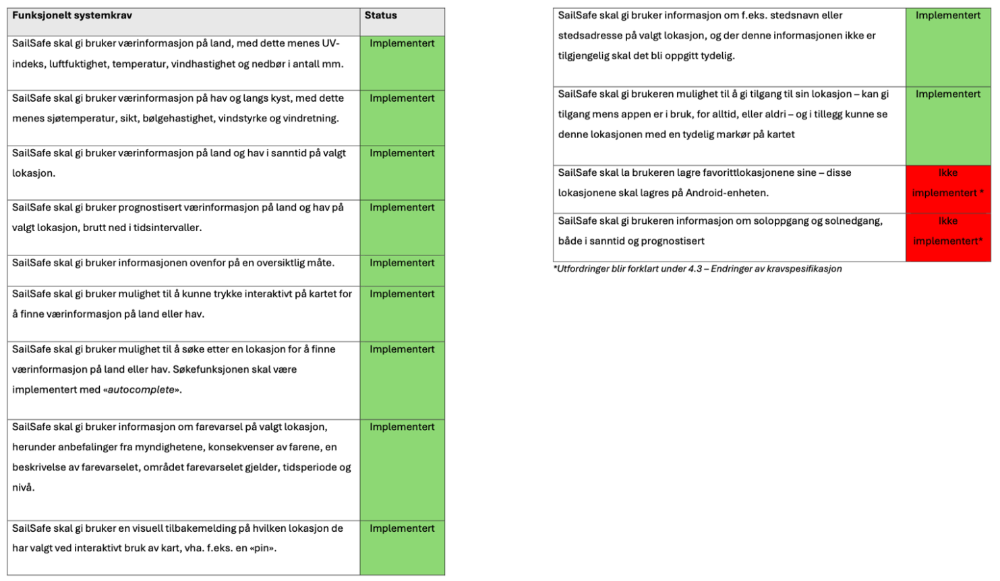 Funksjonelt systemkrav Status
SailSafe skal gi bruker værinformasjon på land, med dette menes UV- Implementert
indeks, luftfuktighet, temperatur, vindhastighet og nedbør i antall mm.
SailSafe skal gi bruker værinformasjon på hav og langs kyst, med dette Implementert
menes sjøtemperatur, sikt, bølgehastighet, vindstyrke og vindretning.
SailSafe skal gi bruker værinformasjon på land og hav i sanntid på valgt Implementert
lokasjon.
SailSafe skal gi bruker prognostisert værinformasjon på land og hav på Implementert
valgt lokasjon, brutt ned i tidsintervaller.
SailSafe skal gi bruker informasjonen ovenfor på en oversiktlig måte. Implementert
SailSafe skal gi bruker mulighet til å kunne trykke interaktivt på kartet for Implementert
å finne værinformasjon på land eller hav.
SailSafe skal gi bruker mulighet til å søke etter en lokasjon for å finne Implementert
værinformasjon på land eller hav. Søkefunksjonen skal være
implementert med «autocomplete».
SailSafe skal gi bruker informasjon om farevarsel på valgt lokasjon, Implementert
herunder anbefalinger fra myndighetene, konsekvenser av farene, en
beskrivelse av farevarselet, området farevarselet gjelder, tidsperiode og
nivå.
SailSafe skal gi bruker en visuell tilbakemelding på hvilken lokasjon de Implementert
har valgt ved interaktivt bruk av kart, vha. f.eks. en «pin».
SailSafe skal gi bruker informasjon om f.eks. stedsnavn eller Implementert
stedsadresse på valgt lokasjon, og der denne informasjonen ikke er
tilgjengelig skal det bli oppgitt tydelig.
SailSafe skal gi brukeren mulighet til å gi tilgang til sin lokasjon – kan gi Implementert
tilgang mens appen er i bruk, for alltid, eller aldri – og i tillegg kunne se
denne lokasjonen med en tydelig markør på kartet
SailSafe skal la brukeren lagre favorittlokasjonene sine – disse Ikke
lokasjonene skal lagres på Android-enheten. implementert *
SailSafe skal gi brukeren informasjon om soloppgang og solnedgang, Ikke
både i sanntid og prognostisert implementert*
*Utfordringer blir forklart under 4.3 – Endringer av kravspesifikasjon